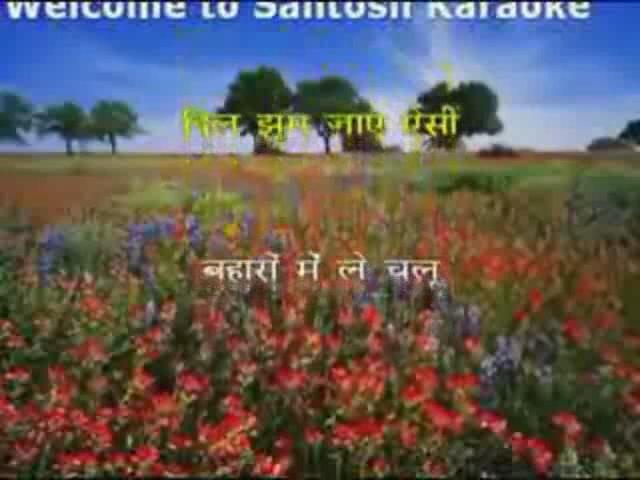 Welcome to Santosh Karaoke
दिल झूम जाए ऐसी
बहारों में ले चलू